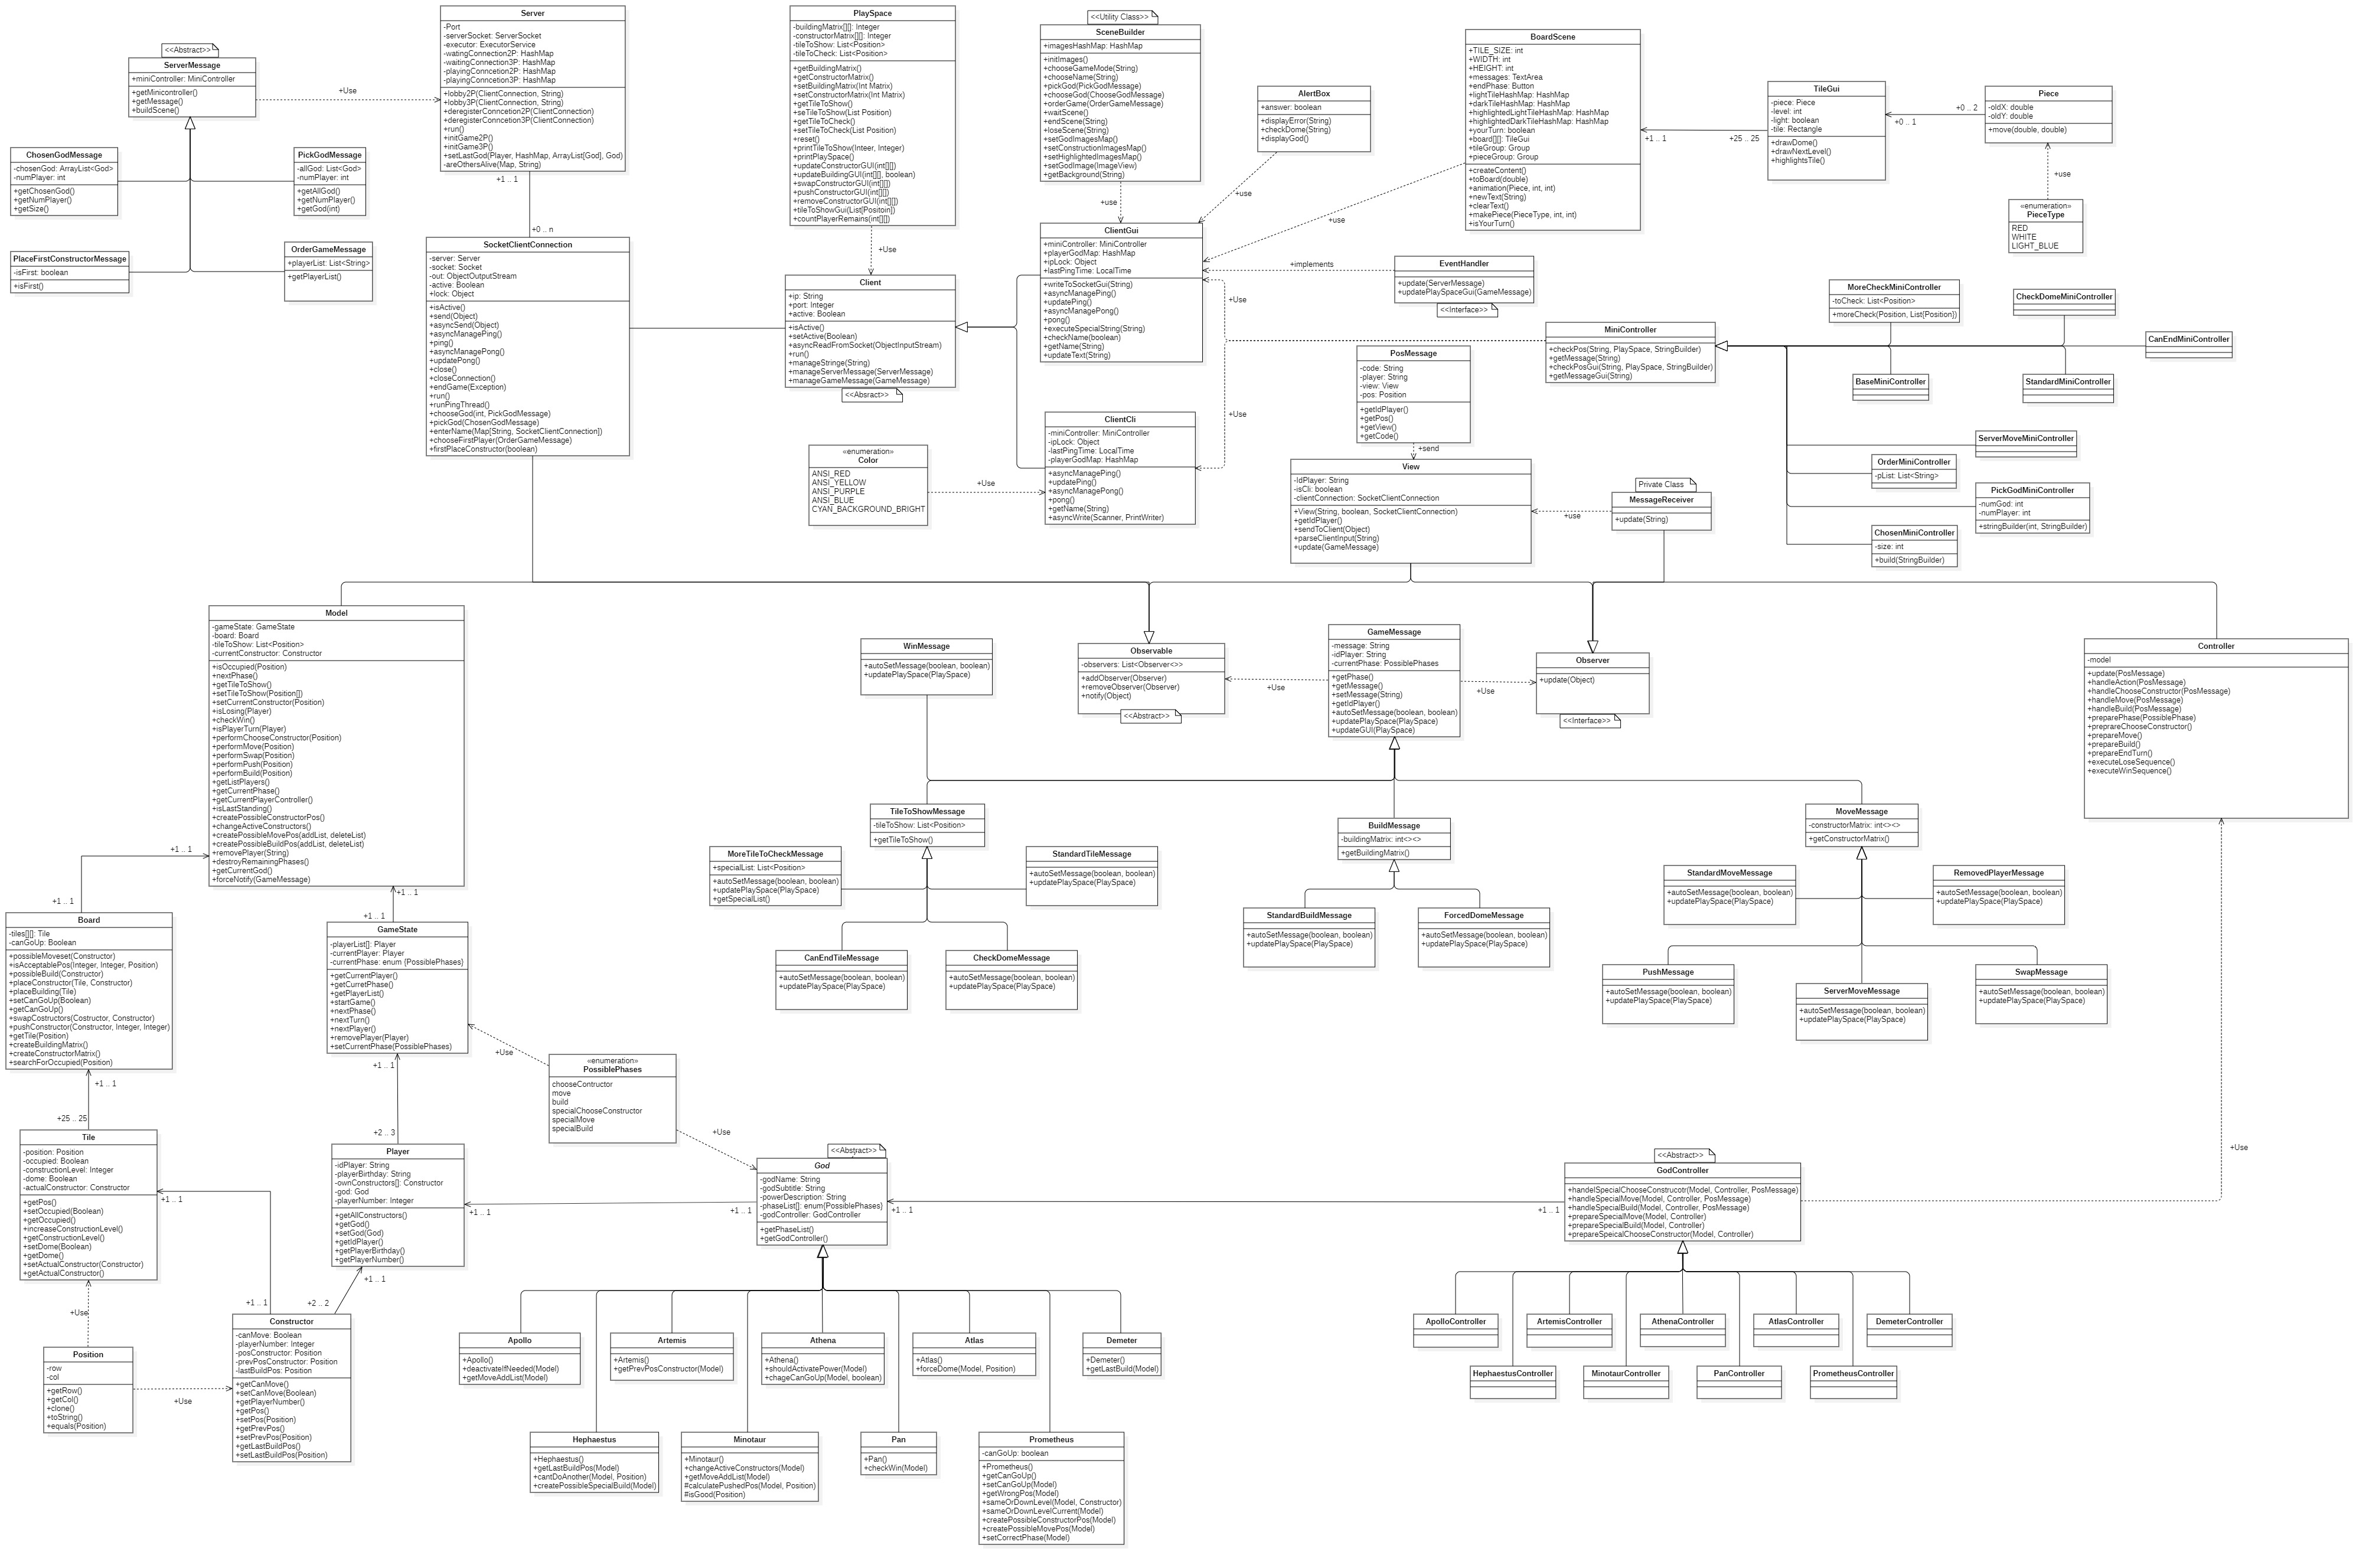 <<Abstract>>
ServerMessage
+miniController: MiniController
+getMinicontroller()
+getMessage()
+buildScene()
+Use
ChosenGodMessage
-chosenGod: ArrayList<God>
-numPlayer: int
+getChosenGod()
+getNumPlayer()
+getSize()
PickGodMessage
-allGod: List<God>
-numPlayer: int
+getAllGod()
+getNumPlayer()
+getGod(int)
PlaceFirstConstructorMessage
-isFirst: boolean
+isFirst()
OrderGameMessage
+playerList: List<String>
+getPlayerList()
Server
-Port
-serverSocket: ServerSocket
-executor: ExecutorService
-watingConnection2P: HashMap
-waitingConnection3P: HashMap
-playingConncetion2P: HashMap
-playingConncetion3P: HashMap
+lobby2P(ClientConnection, String)
+lobby3P(ClientConnection, String)
+deregisterConnection2P(ClientConnection)
+deregisterConncetion3P(ClientConnection)
+run()
+initGame2P()
+initGame3P()
+setLastGod(Player, HashMap, ArrayList[God], God)
-areOthersAlive(Map, String)
+1 .. 1
+0 .. n
SocketClientConnection
-server: Server
-socket: Socket
-out: ObjectOutputStream
-active: Boolean
+lock: Object
+isActive()
+send(Object)
+asyncSend(Object)
+asyncManagePing()
+ping()
+asyncManagePong()
+updatePong()
+close()
+closeConnection()
+endGame(Exception)
+run()
+runPingThread()
+chooseGod(int, PickGodMessage)
+pickGod(ChosenGodMessage)
+enterName(Map[String, SocketClientConnection])
+chooseFirstPlayer(OrderGameMessage)
+firstPlaceConstructor(boolean)
PlaySpace
-buildingMatrix[][]: Integer
-constructorMatrix[][]: Integer
-tileToShow: List<Position>
-tileToCheck: List<Position>
+getBuildingMatrix()
+getConstructorMatrix()
+setBuildingMatrix(Int Matrix)
+setConstructorMatrix(Int Matrix)
+getTileToShow()
+seTileToShow(List Position)
+getTileToCheck()
+setTileToCheck(List Position)
+reset()
+printTileToShow(Inteer, Integer)
+printPlaySpace()
+updateConstructorGUI(int[][])
+updateBuildingGUI(int[][], boolean)
+swapConstructorGUI(int[][])
+pushConstructorGUI(int[][])
+removeConstructorGUI(int[][])
+tileToShowGui(List[Positoin])
+countPlayerRemains(int[][])
+Use
Client
+ip: String
+port: Integer
+active: Boolean
+isActive()
+setActive(Boolean)
+asyncReadFromSocket(ObjectInputStream)
+run()
+manageStringe(String)
+manageServerMessage(ServerMessage)
+manageGameMessage(GameMessage)
<<Absract>>
«enumeration»
Color
ANSI_RED
ANSI_YELLOW
ANSI_PURPLE
ANSI_BLUE
CYAN_BACKGROUND_BRIGHT
+Use
<<Utility Class>>
SceneBuilder
+imagesHashMap: HashMap
+initImages()
+chooseGameMode(String)
+chooseName(String)
+pickGod(PickGodMessage)
+chooseGod(ChooseGodMessage)
+orderGame(OrderGameMessage)
+waitScene()
+endScene(String)
+loseScene(String)
+setGodImagesMap()
+setConstructionImagesMap()
+setHighlightedImagesMap()
+setGodImage(ImageView)
+getBackground(String)
+use
AlertBox
+answer: boolean
+displayError(String)
+checkDome(String)
+displayGod()
+use
ClientGui
+miniController: MiniController
+playerGodMap: HashMap
+ipLock: Object
+lastPingTime: LocalTime
+writeToSocketGui(String)
+asyncManagePing()
+updatePing()
+asyncManagePong()
+pong()
+executeSpecialString(String)
+checkName(boolean)
+getName(String)
+updateText(String)
+Use
+Use
ClientCli
-miniController: MiniController
-ipLock: Object
-lastPingTime: LocalTime
-playerGodMap: HashMap
+asyncManagePing()
+updatePing()
+asyncManagePong()
+pong()
+getName(String)
+asyncWrite(Scanner, PrintWriter)
BoardScene
+TILE_SIZE: int
+WIDTH: int
+HEIGHT: int
+messages: TextArea
+endPhase: Button
+lightTileHashMap: HashMap
+darkTileHashMap: HashMap
+highlightedLightTileHashMap: HashMap
+highlightedDarkTileHashMap: HashMap
+yourTurn: boolean
+board[][]: TileGui
+tileGroup: Group
+pieceGroup: Group
+createContent()
+toBoard(double)
+animation(Piece, int, int)
+newText(String)
+clearText()
+makePiece(PieceType, int, int)
+isYourTurn()
+use
+1 .. 1
+25 .. 25
TileGui
-piece: Piece
-level: int
-light: boolean
-tile: Rectangle
+drawDome()
+drawNextLevel()
+highlightsTile()
+0 .. 1
+0 .. 2
Piece
-oldX: double
-oldY: double
+move(double, double)
+use
«enumeration»
PieceType
RED
WHITE
LIGHT_BLUE
EventHandler
+update(ServerMessage)
+updatePlaySpaceGui(GameMessage)
<<Interface>>
+implements
MiniController
+checkPos(String, PlaySpace, StringBuilder)
+getMessage(String)
+checkPosGui(String, PlaySpace, StringBuilder)
+getMessageGui(String)
MoreCheckMiniController
-toCheck: List<Position>
+moreCheck(Position, List[Position])
CheckDomeMiniController
CanEndMiniController
BaseMiniController
StandardMiniController
ServerMoveMiniController
OrderMiniController
-pList: List<String>
PickGodMiniController
-numGod: int
-numPlayer: int
+stringBuilder(int, StringBuilder)
ChosenMiniController
-size: int
+build(StringBuilder)
PosMessage
-code: String
-player: String
-view: View
-pos: Position
+getIdPlayer()
+getPos()
+getView()
+getCode()
+send
View
-IdPlayer: String
-isCli: boolean
-clientConnection: SocketClientConnection
+View(String, boolean, SocketClientConnection)
+getIdPlayer()
+sendToClient(Object)
+parseClientInput(String)
+update(GameMessage)
+use
Private Class
MessageReceiver
+update(String)
Model
-gameState: GameState
-board: Board
-tileToShow: List<Position>
-currentConstructor: Constructor
+isOccupied(Position)
+nextPhase()
+getTileToShow()
+setTileToShow(Position[])
+setCurrentConstructor(Position)
+isLosing(Player)
+checkWin()
+isPlayerTurn(Player)
+performChooseConstructor(Position)
+performMove(Position)
+performSwap(Position)
+performPush(Position)
+performBuild(Position)
+getListPlayers()
+getCurrentPhase()
+getCurrentPlayerController()
+isLastStanding()
+createPossibleConstructorPos()
+changeActiveConstructors()
+createPossibleMovePos(addList, deleteList)
+createPossibleBuildPos(addList, deleteList)
+removePlayer(String)
+destroyRemainingPhases()
+getCurrentGod()
+forceNotify(GameMessage)
+1 .. 1
+1 .. 1
+1 .. 1
+1 .. 1
WinMessage
+autoSetMessage(boolean, boolean)
+updatePlaySpace(PlaySpace)
Observable
-observers: List<Observer<>>
+addObserver(Observer)
+removeObserver(Observer)
+notify(Object)
<<Abstract>>
+Use
GameMessage
-message: String
-idPlayer: String
-currentPhase: PossiblePhases
+getPhase()
+getMessage()
+setMessage(String)
+getIdPlayer()
+autoSetMessage(boolean, boolean)
+updatePlaySpace(PlaySpace)
+updateGUI(PlaySpace)
+Use
Observer
+update(Object)
<<Interface>>
Controller
-model
+update(PosMessage)
+handleAction(PosMessage)
+handleChooseConstructor(PosMessage)
+handleMove(PosMessage)
+handleBuild(PosMessage)
+preparePhase(PossiblePhase)
+preprareChooseConstructor()
+prepareMove()
+prepareBuild()
+prepareEndTurn()
+executeLoseSequence()
+executeWinSequence()
TileToShowMessage
-tileToShow: List<Position>
+getTileToShow()
MoreTileToCheckMessage
+specialList: List<Position>
+autoSetMessage(boolean, boolean)
+updatePlaySpace(PlaySpace)
+getSpecialList()
StandardTileMessage
+autoSetMessage(boolean, boolean)
+updatePlaySpace(PlaySpace)
CanEndTileMessage
+autoSetMessage(boolean, boolean)
+updatePlaySpace(PlaySpace)
CheckDomeMessage
+autoSetMessage(boolean, boolean)
+updatePlaySpace(PlaySpace)
BuildMessage
-buildingMatrix: int<><>
+getBuildingMatrix()
StandardBuildMessage
+autoSetMessage(boolean, boolean)
+updatePlaySpace(PlaySpace)
ForcedDomeMessage
+autoSetMessage(boolean, boolean)
+updatePlaySpace(PlaySpace)
MoveMessage
-constructorMatrix: int<><>
+getConstructorMatrix()
StandardMoveMessage
+autoSetMessage(boolean, boolean)
+updatePlaySpace(PlaySpace)
RemovedPlayerMessage
+autoSetMessage(boolean, boolean)
+updatePlaySpace(PlaySpace)
PushMessage
+autoSetMessage(boolean, boolean)
+updatePlaySpace(PlaySpace)
ServerMoveMessage
+autoSetMessage(boolean, boolean)
+updatePlaySpace(PlaySpace)
SwapMessage
+autoSetMessage(boolean, boolean)
+updatePlaySpace(PlaySpace)
Board
-tiles[][]: Tile
-canGoUp: Boolean
+possibleMoveset(Constructor)
+isAcceptablePos(Integer, Integer, Position)
+possibleBuild(Constructor)
+placeConstructor(Tile, Constructor)
+placeBuilding(Tile)
+setCanGoUp(Boolean)
+getCanGoUp()
+swapCostructors(Costructor, Constructor)
+pushConstructor(Constructor, Integer, Integer)
+getTile(Position)
+createBuildingMatrix()
+createConstructorMatrix()
+searchForOccupied(Position)
+1 .. 1
+25 .. 25
GameState
-playerList[]: Player
-currentPlayer: Player
-currentPhase: enum {PossiblePhases}
+getCurrentPlayer()
+getCurretPhase()
+getPlayerList()
+startGame()
+nextPhase()
+nextTurn()
+nextPlayer()
+removePlayer(Player)
+setCurrentPhase(PossiblePhases)
+1 .. 1
+2 .. 3
+Use
«enumeration»
PossiblePhases
chooseContructor
move
build
specialChooseConstructor
specialMove
specialBuild
+Use
Tile
-position: Position
-occupied: Boolean
-constructionLevel: Integer
-dome: Boolean
-actualConstructor: Constructor
+getPos()
+setOccupied(Boolean)
+getOccupied()
+increaseConstructionLevel()
+getConstructionLevel()
+setDome(Boolean)
+getDome()
+setActualConstructor(Constructor)
+getActualConstructor()
+1 .. 1
+1 .. 1
+Use
Player
-idPlayer: String
-playerBirthday: String
-ownConstructors[]: Constructor
-god: God
-playerNumber: Integer
+getAllConstructors()
+getGod()
+setGod(God)
+getIdPlayer()
+getPlayerBirthday()
+getPlayerNumber()
+1 .. 1
+1 .. 1
+1 .. 1
+2 .. 2
Position
-row
-col
+getRow()
+getCol()
+clone()
+toString()
+equals(Position)
+Use
Constructor
-canMove: Boolean
-playerNumber: Integer
-posConstructor: Position
-prevPosConstructor: Position
-lastBuildPos: Position
+getCanMove()
+setCanMove(Boolean)
+getPlayerNumber()
+getPos()
+setPos(Position)
+getPrevPos()
+setPrevPos(Position)
+getLastBuildPos()
+setLastBuildPos(Position)
<<Abstract>>
God
-godName: String
-godSubtitle: String
-powerDescription: String
-phaseList[]: enum{PossiblePhases}
-godController: GodController
+getPhaseList()
+getGodController()
+1 .. 1
+1 .. 1
<<Abstract>>
GodController
+handelSpecialChooseConstrucotr(Model, Controller, PosMessage)
+handleSpecialMove(Model, Controller, PosMessage)
+handleSpecialBuild(Model, Controller, PosMessage)
+prepareSpecialMove(Model, Controller)
+prepareSpecialBuild(Model, Controller)
+prepareSpeicalChooseConstructor(Model, Controller)
+Use
Apollo
+Apollo()
+deactivateIfNeeded(Model)
+getMoveAddList(Model)
Artemis
+Artemis()
+getPrevPosConstructor(Model)
Athena
+Athena()
+shouldActivatePower(Model)
+chageCanGoUp(Model, boolean)
Atlas
+Atlas()
+forceDome(Model, Position)
Demeter
+Demeter()
+getLastBuild(Model)
Hephaestus
+Hephaestus()
+getLastBuildPos(Model)
+cantDoAnother(Model, Position)
+createPossibleSpecialBuild(Model)
Minotaur
+Minotaur()
+changeActiveConstructors(Model)
+getMoveAddList(Model)
#calculatePushedPos(Model, Position)
#isGood(Position)
Pan
+Pan()
+checkWin(Model)
Prometheus
-canGoUp: boolean
+Prometheus()
+getCanGoUp()
+setCanGoUp(Model)
+getWrongPos(Model)
+sameOrDownLevel(Model, Constructor)
+sameOrDownLevelCurrent(Model)
+createPossibleConstructorPos(Model)
+createPossibleMovePos(Model)
+setCorrectPhase(Model)
ApolloController
ArtemisController
AthenaController
AtlasController
DemeterController
HephaestusController
MinotaurController
PanController
PrometheusController